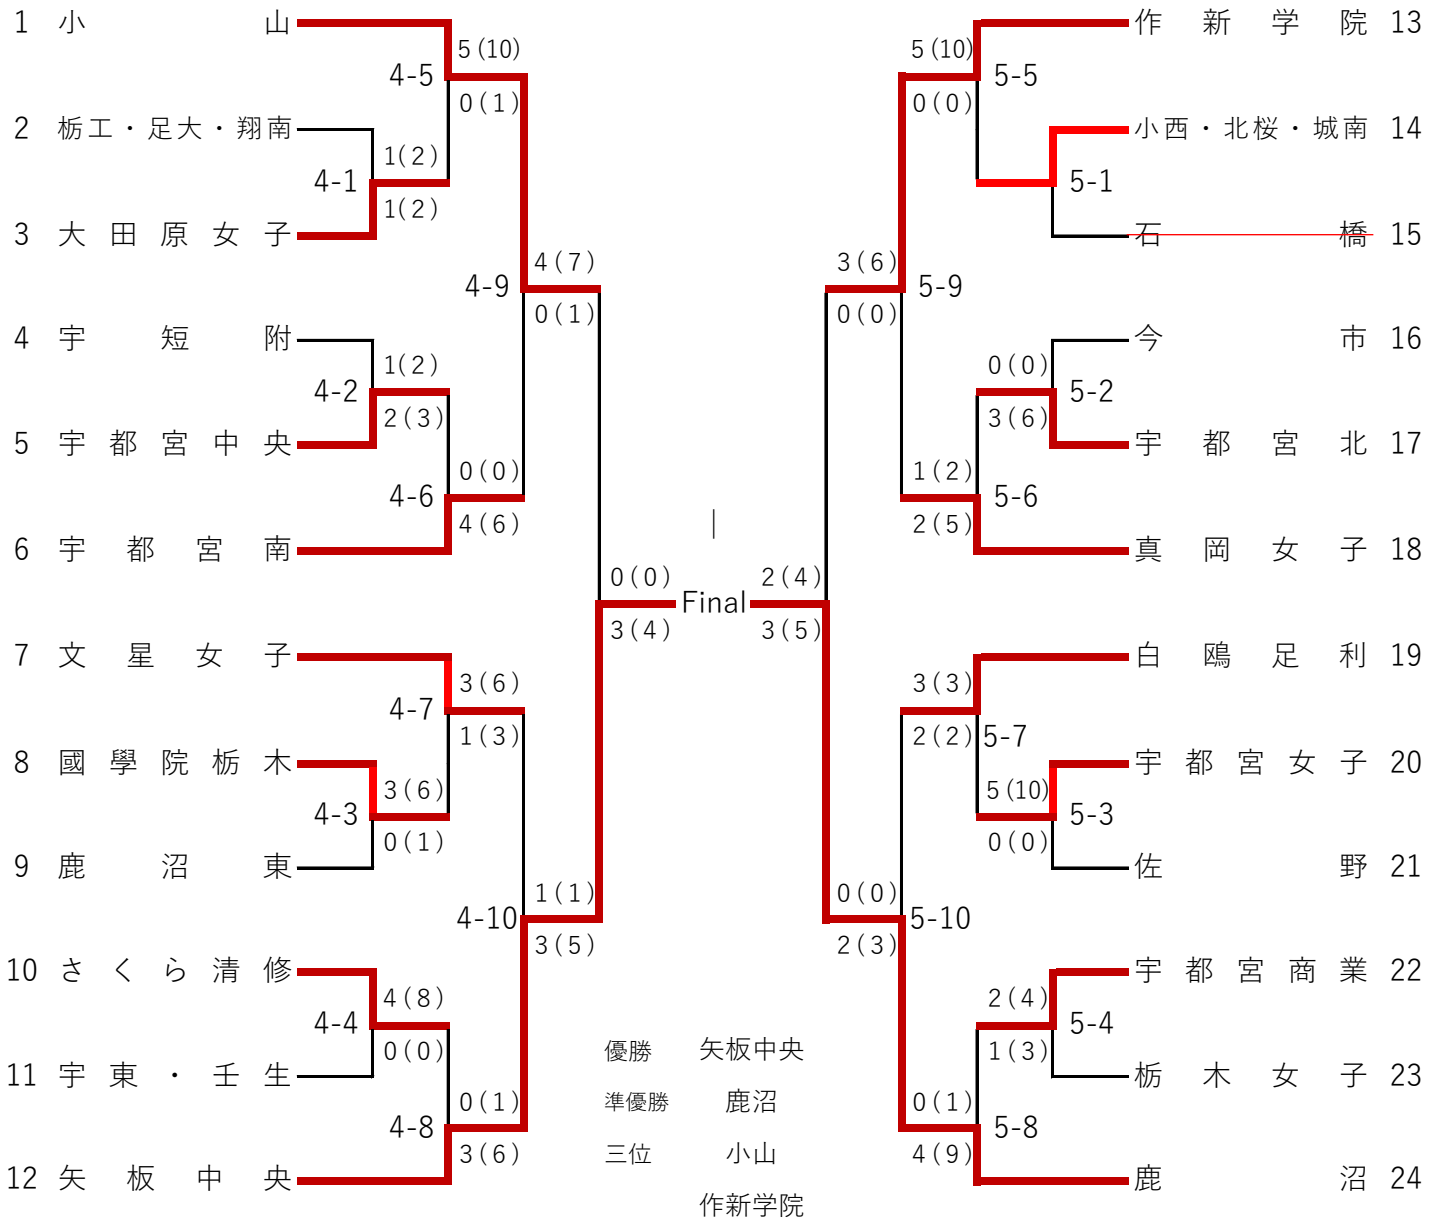 1 小山
5(10)
4-5
0(1)
2 栃工・足大・翔南
1(2)
4-1
1(2)
3 大田原女子
4(7)
4-9
0(1)
4 宇短附
1(2)
4-2
2(3)
5 宇都宮中央
0(0)
4-6
4(6)
6 宇都宮南
0(0)
3(4)
7 文星女子
3(6)
4-7
1(3)
8 國學院栃木
3(6)
4-3
0(1)
9 鹿沼東
1(1)
4-10
3(5)
10 さくら清修
4(8)
4-4
0(0)
11 宇東・壬生
0(1)
4-8
3(6)
12 矢板中央
|
Final
作新学院 13
5(10)
5-5
0(0)
小西・北桜・城南 14
5-1
石橋 15
3(6)
5-9
0(0)
今市 16
0(0)
5-2
3(6)
宇都宮北 17
1(2)
5-6
2(5)
真岡女子 18
2(4)
3(5)
白鴎足利 19
3(3)
2(2)
5-7
宇都宮女子 20
5(10)
5-3
0(0)
佐野 21
0(0)
5-10
2(3)
宇都宮商業 22
2(4)
5-4
1(3)
栃木女子 23
0(1)
5-8
4(9)
鹿沼 24
優勝 矢板中央
準優勝 鹿沼
三位 小山
作新学院